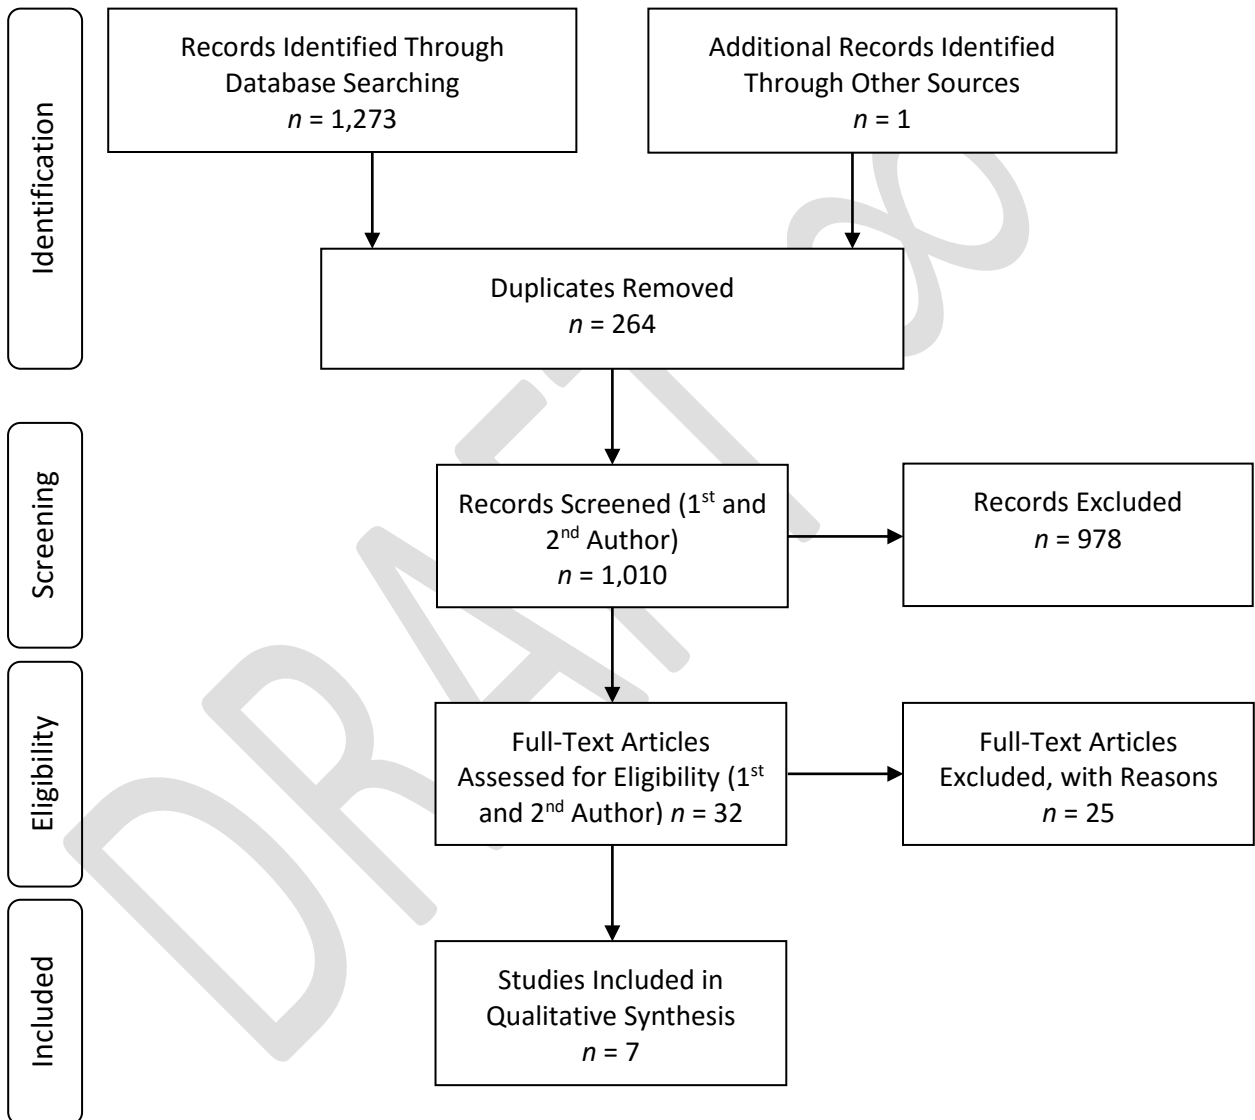 Identification
Records Identified Through
Database Searching
n = 1,273
Additional Records Identified
Through Other Sources
n = 1
Duplicates Removed
n = 264
Screening
Records Screened (1st and
2nd Author)
n = 1,010
Records Excluded
n = 978
Eligibility
Full-Text Articles
Assessed for Eligibility (1st
and 2nd Author) n = 32
Full-Text Articles
Excluded, with Reasons
n = 25
Included
Studies Included in
Qualitative Synthesis
n = 7
DRAFT